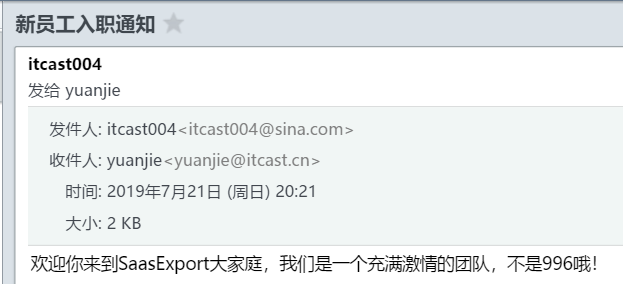 新员工入职通知
itcast004
发给 yuanjie
发件人: itcast004<itcast004@sina.com>
收件人: yuanjie<yuanjie@itcast.cn>
时间: 2019年7月21日 (周日) 20:21
大小: 2 KB
欢迎你来到SaasExport大家庭，我们是一个充满激情的团队，不是996哦！